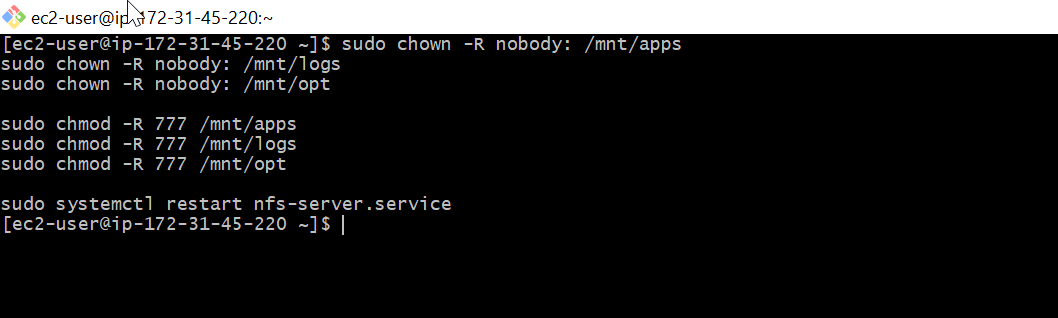 ec2-user@ip-172-31-45-220:~
[ec2-user@ip-172-31-45-220 ~]$ sudo chown -R nobody: /mnt/apps
sudo chown -R nobody: /mnt/logs
sudo chown -R nobody: /mnt/opt
sudo chmod -R 777 /mnt/apps
sudo chmod -R 777 /mnt/logs
sudo chmod -R 777 /mnt/opt
sudo systemctl restart nfs-server.service
[ec2-user@ip-172-31-45-220 ~]$